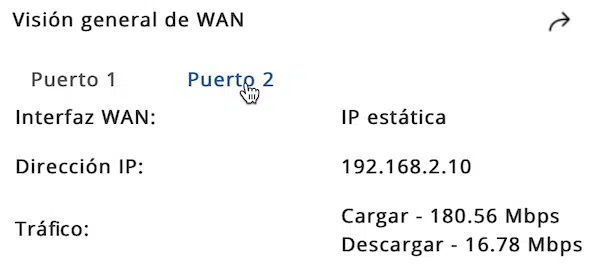 Visión general de WAN
Puerto 1 Puerto 2
Interfaz WAN: IP estática
Dirección IP: 192.168.2.10
Tráfico: Cargar - 180.56 Mbps
Descargar - 16.78 Mbps